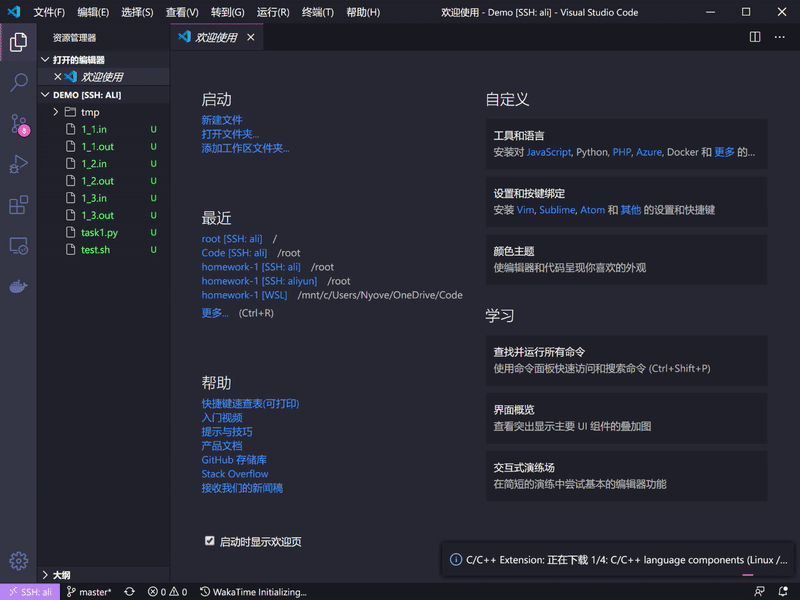 文件(F) 编辑(E) 选择(S) 查看(V) 转到(G) 运行(R) 终端(T) 帮助(H) 欢迎使用 - Demo [SSH: ali] - Visual Studio Code
资源管理器
欢迎使用
打开的编辑器
欢迎使用
DEMO [SSH: ALI]
tmp
1_1.in U
1_1.out U
1_2.in U
1_2.out U
1_3.in U
1_3.out U
task1.py U
test.sh U
8
大纲
启动
新建文件
打开文件夹...
添加工作区文件夹...
最近
root [SSH: ali] /
Code [SSH: ali] /root
homework-1 [SSH: ali] /root
homework-1 [SSH: aliyun] /root
homework-1 [WSL] /mnt/c/Users/Nyove/OneDrive/Code
更多... (Ctrl+R)
帮助
快捷键速查表(可打印)
入门视频
提示与技巧
产品文档
GitHub 存储库
Stack Overflow
接收我们的新闻稿
启动时显示欢迎页
自定义
工具和语言
安装对 JavaScript, Python, PHP, Azure, Docker 和 更多 的...
设置和按键绑定
安装 Vim, Sublime, Atom 和 其他 的设置和快捷键
颜色主题
使编辑器和代码呈现你喜欢的外观
学习
查找并运行所有命令
使用命令面板快速访问和搜索命令 (Ctrl+Shift+P)
界面概览
查看突出显示主要 UI 组件的叠加图
交互式演练场
在简短的演练中尝试基本的编辑器功能
C/C++ Extension: 正在下载 1/4: C/C++ language components (Linux /...
SSH: ali master* 0 0 WakaTime Initializing...